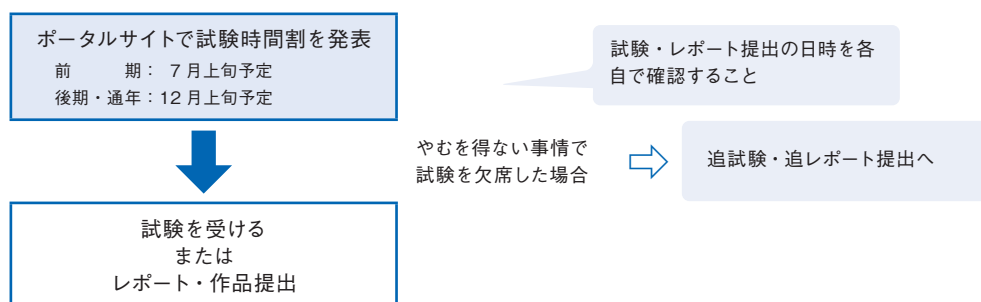 ポータルサイトで試験時間割を発表
前　　　期： 7月上旬予定
後期・通年：12月上旬予定
試験・レポート提出の日時を各
自で確認すること
やむを得ない事情で
試験を欠席した場合
追試験・追レポート提出へ
試験を受ける
または
レポート・作品提出